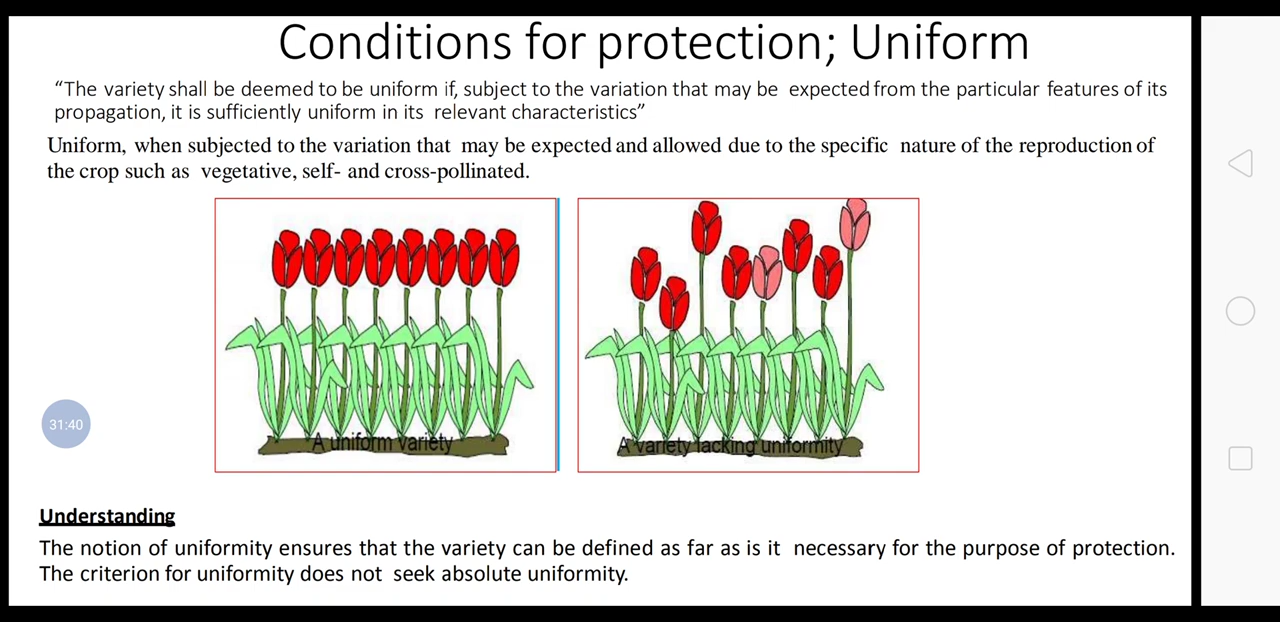 Conditions for protection; Uniform
“The variety shall be deemed to be uniform if, subject to the variation that may be expected from the particular features of its
propagation, it is sufficiently uniform in its relevant characteristics”
Uniform, when subjected to the variation that may be expected and allowed due to the specific nature of the reproduction of
the crop such as vegetative, self- and cross-pollinated.
A uniform variety
A variety lacking uniformity
31:40
Understanding
The notion of uniformity ensures that the variety can be defined as far as is it necessary for the purpose of protection.
The criterion for uniformity does not seek absolute uniformity.